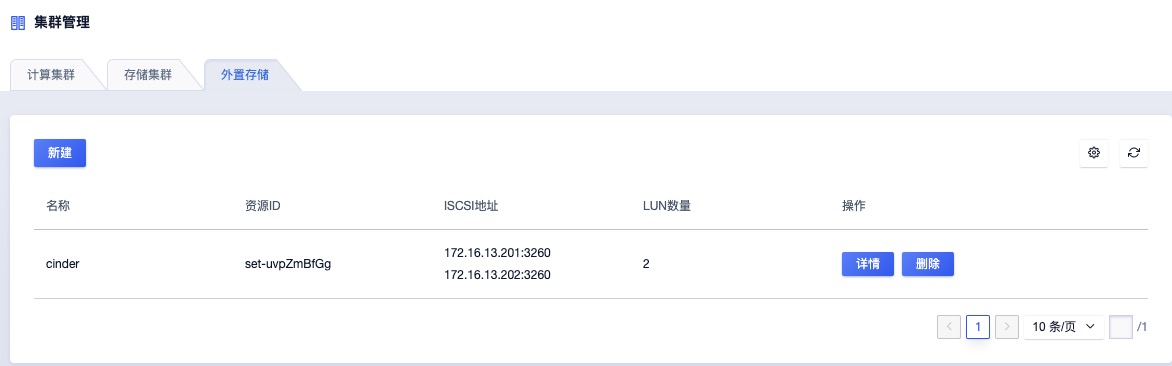 集群管理
计算集群 存储集群 外置存储
新建
名称 资源ID ISCSI地址 LUN数量 操作
cinder set-uvpZmBfGg 172.16.13.201:3260 172.16.13.202:3260 2 详情 删除
1 10 条/页 /1